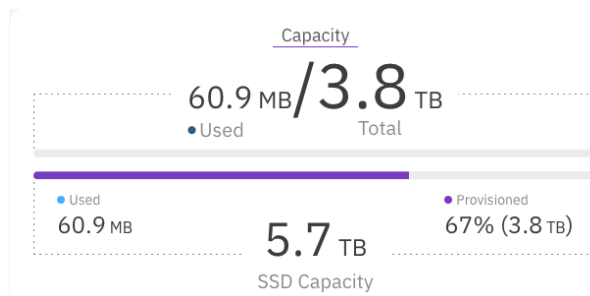 Capacity
60.9 MB/3.8 TB
Used Total
Used Provisioned
60.9 MB 67% (3.8 TB)
5.7 TB
SSD Capacity